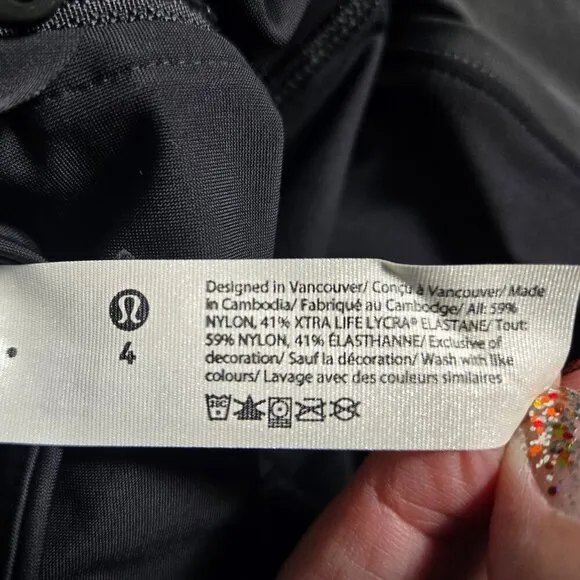 4
Designed in Vancouver/ Conçu à Vancouver/ Made
in Cambodia/ Fabriqué au Cambodge/ All: 59%
NYLON, 41% XTRA LIFE LYCRA® ELASTANE/ Tout:
59% NYLON, 41% ÉLASTHANNE/ Exclusive of
decoration/ Sauf la décoration/ Wash with like
colours/ Lavage avec des couleurs similaires
30C